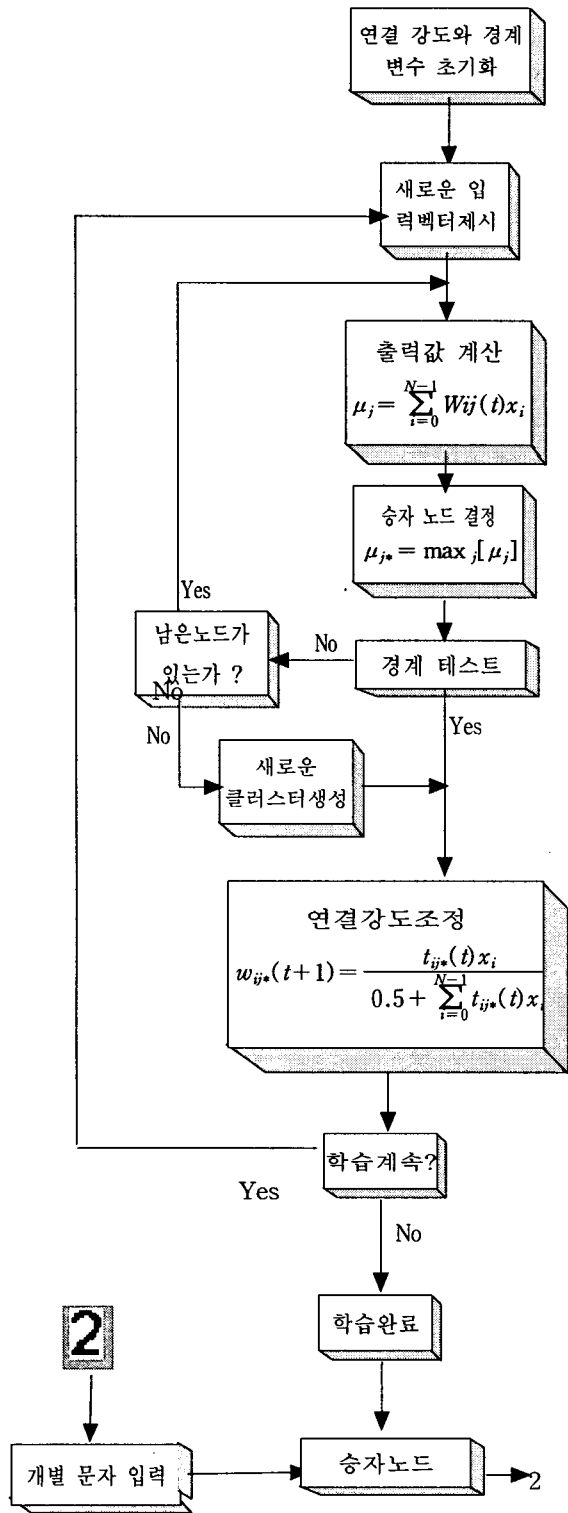 연결 강도와 경계
변수 초기화
새로운 입
력벡터제시
출력값 계산
μj = ∑_{i=0}^{N-1} Wij(t)xi
승자 노드 결정
μj* = max j[μj]
경계 테스트
No
Yes
남은노드가
있는가 ?
No
Yes
No
새로운
클러스터생성
연결강도조정
wij*(t+1) = tij*(t)xi / (0.5 + ∑_{i=0}^{N-1} tij*(t)xi)
학습계속?
Yes
No
학습완료
2
개별 문자 입력
승자노드
2